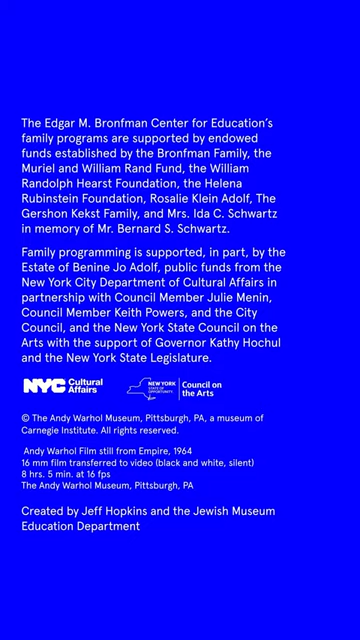 The Edgar M. Bronfman Center for Education's
family programs are supported by endowed
funds established by the Bronfman Family, the
Muriel and William Rand Fund, the William
Randolph Hearst Foundation, the Helena
Rubinstein Foundation, Rosalie Klein Adolf, The
Gershon Kekst Family, and Mrs. Ida C. Schwartz
in memory of Mr. Bernard S. Schwartz.
Family programming is supported, in part, by the
Estate of Benine Jo Adolf, public funds from the
New York City Department of Cultural Affairs in
partnership with Council Member Julie Menin,
Council Member Keith Powers, and the City
Council, and the New York State Council on the
Arts with the support of Governor Kathy Hochul
and the New York State Legislature.
NYC Cultural Affairs
NEW YORK STATE OF OPPORTUNITY. Council on the Arts
© The Andy Warhol Museum, Pittsburgh, PA, a museum of
Carnegie Institute. All rights reserved.
Andy Warhol Film still from Empire, 1964
16 mm film transferred to video (black and white, silent)
8 hrs. 5 min. at 16 fps
The Andy Warhol Museum, Pittsburgh, PA
Created by Jeff Hopkins and the Jewish Museum
Education Department